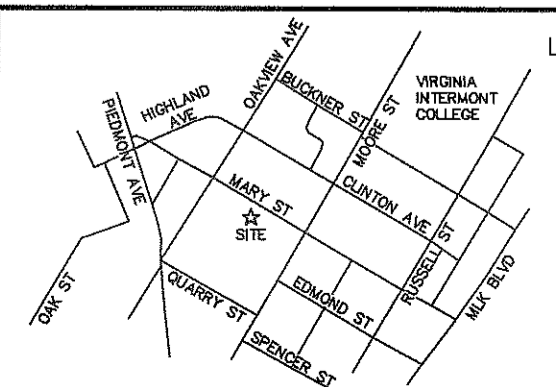 L
OAKVIEW AVE
BUCKNER ST
MOORE ST
VIRGINIA
INTERMONT
COLLEGE
PIEDMONT AVE
HIGHLAND
AVE
MARY ST
CLINTON AVE
SITE
OAK ST
QUARRY ST
EDMOND ST
RUSSELL ST
MLK BLVD
SPENCER ST